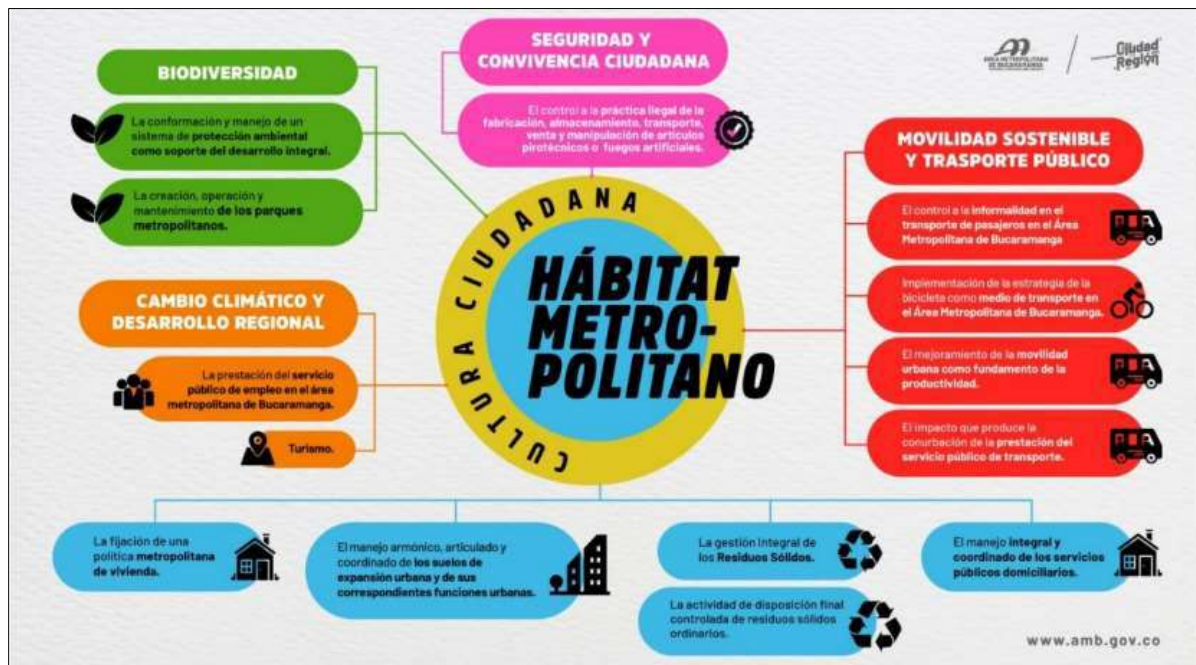 BIODIVERSIDAD
La conformación y manejo de un
sistema de protección ambiental
como soporte del desarrollo integral.
La creación, operación y
mantenimiento de los parques
metropolitanos.
SEGURIDAD Y
CONVIVENCIA CIUDADANA
El control a la práctica ilegal de la
fabricación, almacenamiento, transporte,
venta y manipulación de artículos
pirotécnicos o fuegos artificiales.
ÁREA METROPOLITANA
DE BUCARAMANGA
Ciudad
Región
MOVILIDAD SOSTENIBLE
Y TRASPORTE PÚBLICO
El control a la informalidad en el
transporte de pasajeros en el Área
Metropolitana de Bucaramanga
Implementación de la estrategia de la
bicicleta como medio de transporte en
el Área Metropolitana de Bucaramanga.
El mejoramiento de la movilidad
urbana como fundamento de la
productividad.
El impacto que produce la
conurbación de la prestación del
servicio público de transporte.
CULTURA CIUDADANA
HÁBITAT
METRO-
POLITANO
CAMBIO CLIMÁTICO Y
DESARROLLO REGIONAL
La prestación del servicio
público de empleo en el área
metropolitana de Bucaramanga.
Turismo.
La fijación de una
política metropolitana
de vivienda.
El manejo armónico, articulado y
coordinado de los suelos de
expansión urbana y de sus
correspondientes funciones urbanas.
La gestión Integral de
los Residuos Sólidos.
La actividad de disposición final
controlada de residuos sólidos
ordinarios.
El manejo integral y
coordinado de los servicios
públicos domiciliarios.
www.amb.gov.co